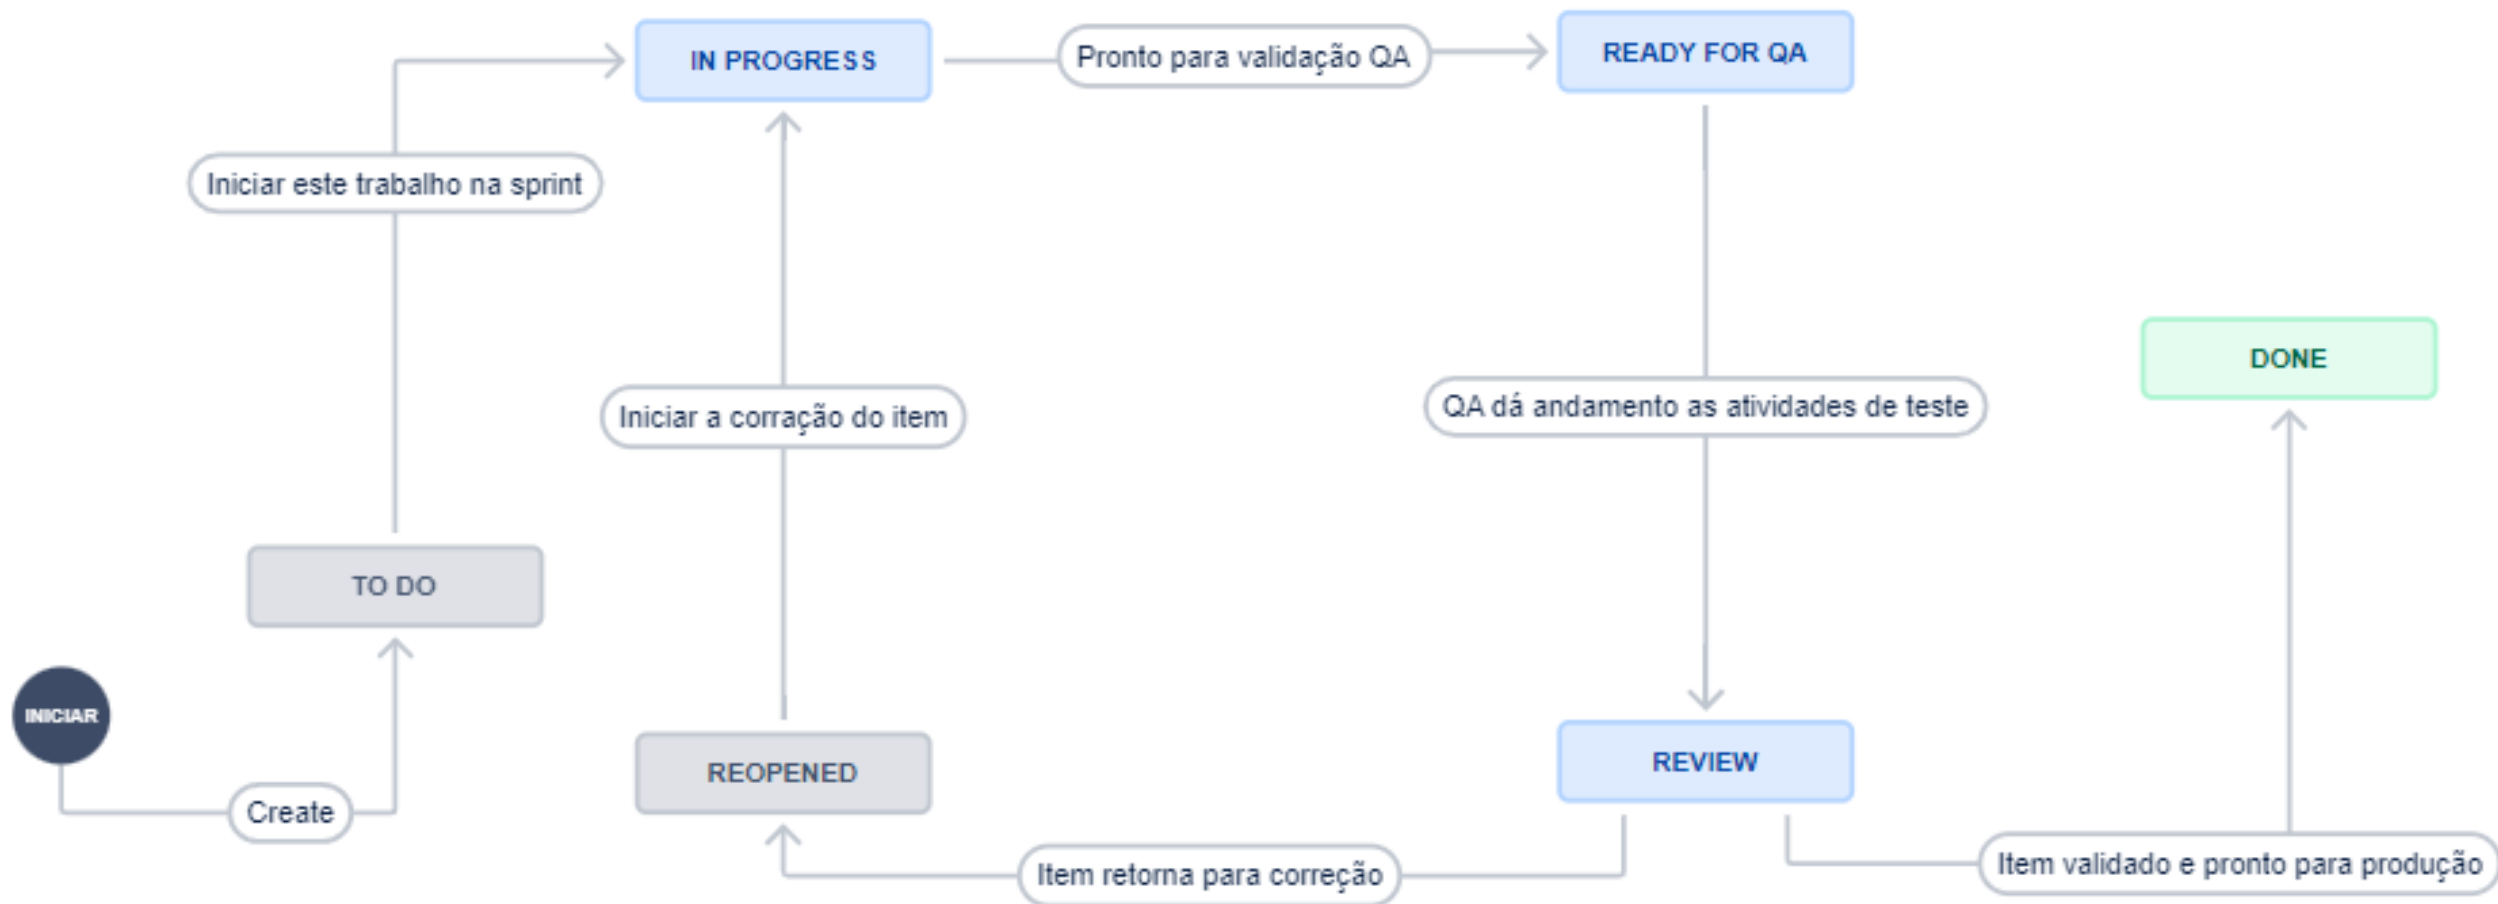 IN PROGRESS
Pronto para validação QA
READY FOR QA
Iniciar este trabalho na sprint
DONE
Iniciar a corração do item
QA dá andamento as atividades de teste
TO DO
INICIAR
REOPENED
REVIEW
Create
Item retorna para correção
Item validado e pronto para produção